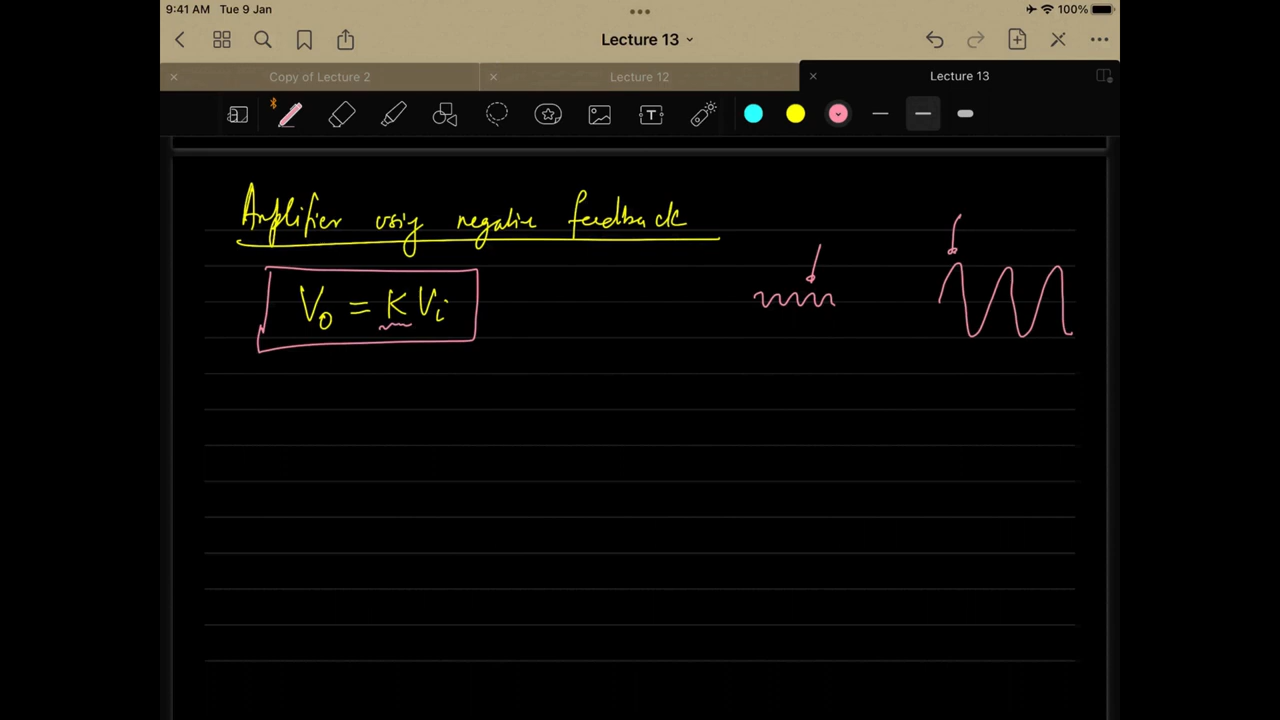 9:41 AM Tue 9 Jan
100%
Lecture 13
Copy of Lecture 2
Lecture 12
Lecture 13
T
Amplifier using negative feedback
V₀ = K Vᵢ